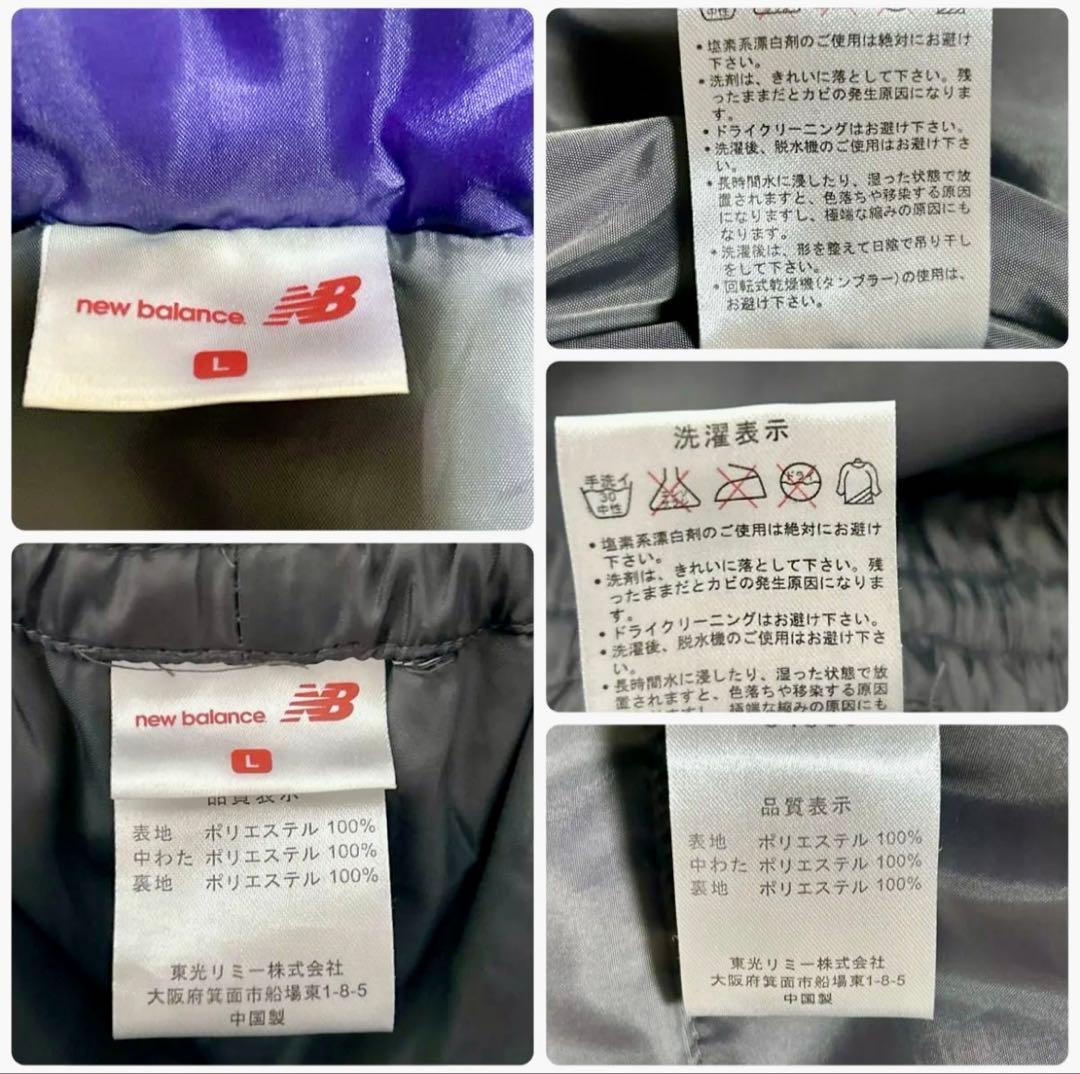 new balance NB
L
new balance NB
L
品質表示
表地 ポリエステル 100%
中わた ポリエステル 100%
裏地 ポリエステル 100%
東光リミー株式会社
大阪府箕面市船場東1-8-5
中国製
・塩素系漂白剤のご使用は絶対にお避け
下さい。
・洗剤は、きれいに落として下さい。残
ったままだとカビの発生原因になりま
す。
・ドライクリーニングはお避け下さい。
・洗濯後、脱水機のご使用はお避け下さ
い。
・長時間水に浸したり、湿った状態で放
置されますと、色落ちや移染する原因
になりますし、極端な縮みの原因にも
なります。
・洗濯後は、形を整えて日陰で吊り干し
をして下さい。
・回転式乾燥機(タンブラー)の使用は、
お避け下さい。
洗濯表示
手洗イ
30
中性
ドライ
・塩素系漂白剤のご使用は絶対にお避け
下さい。
・洗剤は、きれいに落として下さい。残
ったままだとカビの発生原因になりま
す。
・ドライクリーニングはお避け下さい。
・洗濯後、脱水機のご使用はお避け下さ
い。
・長時間水に浸したり、湿った状態で放
置されますと、色落ちや移染する原因
極端な縮みの原因にも
品質表示
表地 ポリエステル 100%
中わた ポリエステル 100%
裏地 ポリエステル 100%
東光リミー株式会社
大阪府箕面市船場東1-8-5
中国製